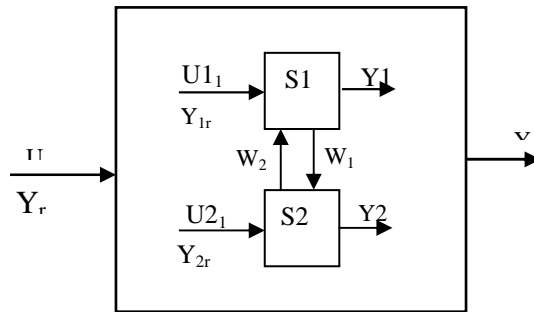 U1₁ S1 Y1
Y₁ᵣ
W₂ W₁
U
Yᵣ
U2₁ S2 Y2
Y₂ᵣ